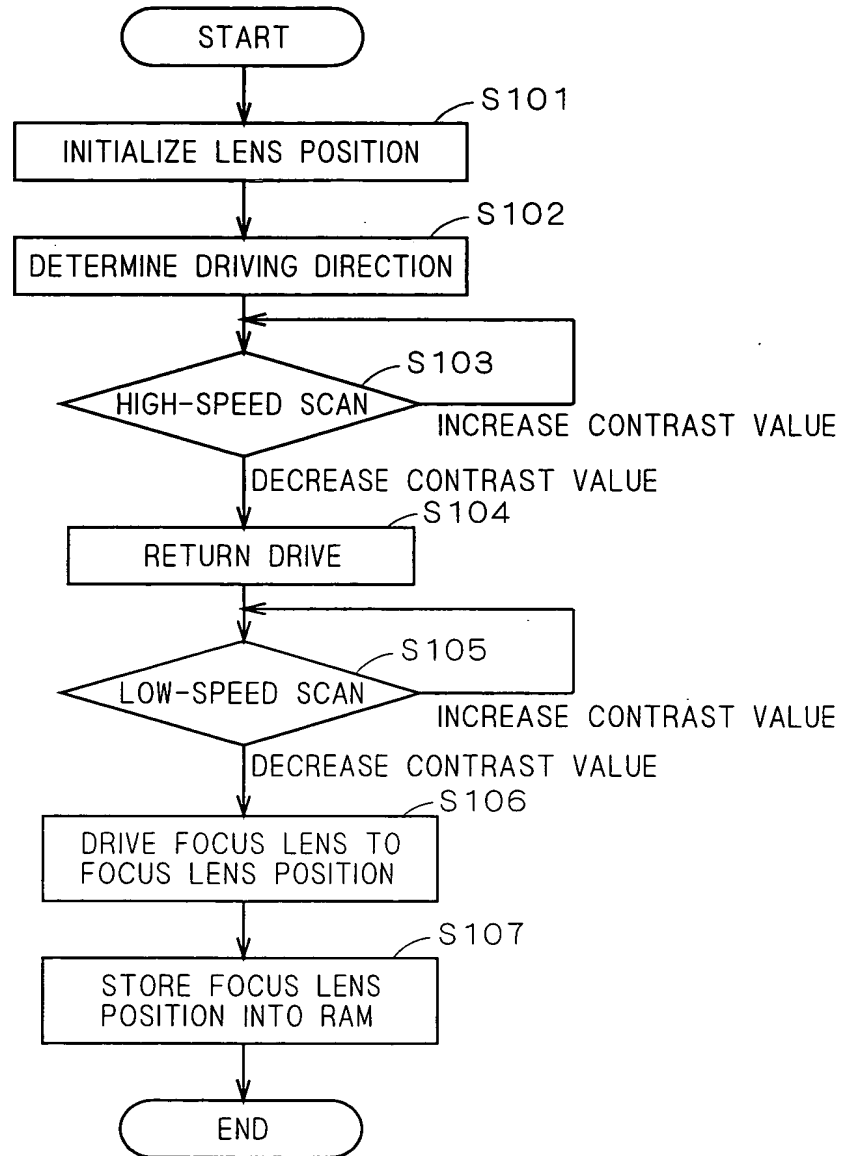 START
S101
INITIALIZE LENS POSITION
S102
DETERMINE DRIVING DIRECTION
S103
HIGH-SPEED SCAN
INCREASE CONTRAST VALUE
DECREASE CONTRAST VALUE
S104
RETURN DRIVE
S105
LOW-SPEED SCAN
INCREASE CONTRAST VALUE
DECREASE CONTRAST VALUE
S106
DRIVE FOCUS LENS TO
FOCUS LENS POSITION
S107
STORE FOCUS LENS
POSITION INTO RAM
END